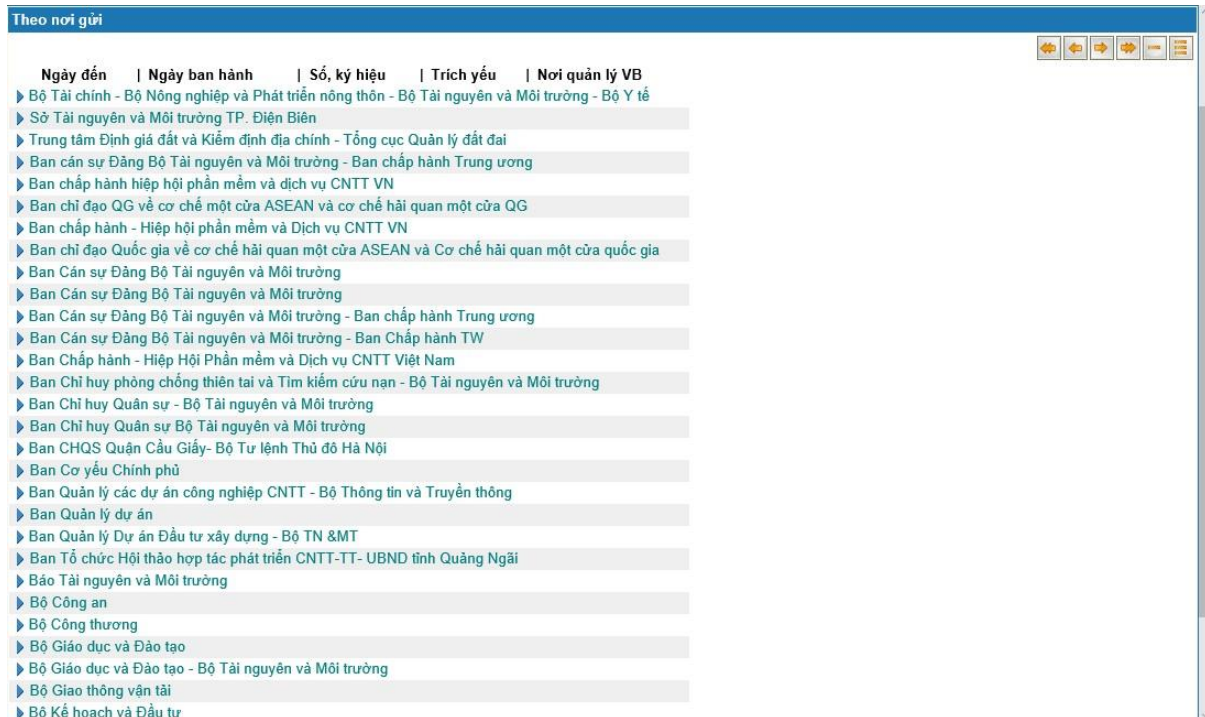 Theo nơi gửi
Ngày đến | Ngày ban hành | Số, ký hiệu | Trích yếu | Nơi quản lý VB
Bộ Tài chính - Bộ Nông nghiệp và Phát triển nông thôn - Bộ Tài nguyên và Môi trường - Bộ Y tế
Sở Tài nguyên và Môi trường TP. Điện Biên
Trung tâm Định giá đất và Kiểm định địa chính - Tổng cục Quản lý đất đai
Ban cán sự Đảng Bộ Tài nguyên và Môi trường - Ban chấp hành Trung ương
Ban chấp hành hiệp hội phần mềm và dịch vụ CNTT VN
Ban chỉ đạo QG về cơ chế một cửa ASEAN và cơ chế hải quan một cửa QG
Ban chấp hành - Hiệp hội phần mềm và Dịch vụ CNTT VN
Ban chỉ đạo Quốc gia về cơ chế hải quan một cửa ASEAN và Cơ chế hải quan một cửa quốc gia
Ban Cán sự Đảng Bộ Tài nguyên và Môi trường
Ban Cán sự Đảng Bộ Tài nguyên và Môi trường
Ban Cán sự Đảng Bộ Tài nguyên và Môi trường - Ban chấp hành Trung ương
Ban Cán sự Đảng Bộ Tài nguyên và Môi trường - Ban Chấp hành TW
Ban Chấp hành - Hiệp Hội Phần mềm và Dịch vụ CNTT Việt Nam
Ban Chỉ huy phòng chống thiên tai và Tìm kiếm cứu nạn - Bộ Tài nguyên và Môi trường
Ban Chỉ huy Quân sự - Bộ Tài nguyên và Môi trường
Ban Chỉ huy Quân sự Bộ Tài nguyên và Môi trường
Ban CHQS Quận Cầu Giấy- Bộ Tư lệnh Thủ đô Hà Nội
Ban Cơ yếu Chính phủ
Ban Quản lý các dự án công nghiệp CNTT - Bộ Thông tin và Truyền thông
Ban Quản lý dự án
Ban Quản lý Dự án Đầu tư xây dựng - Bộ TN &MT
Ban Tổ chức Hội thảo hợp tác phát triển CNTT-TT- UBND tỉnh Quảng Ngãi
Báo Tài nguyên và Môi trường
Bộ Công an
Bộ Công thương
Bộ Giáo dục và Đào tạo
Bộ Giáo dục và Đào tạo - Bộ Tài nguyên và Môi trường
Bộ Giao thông vận tải
Bộ Kế hoạch và Đầu tư